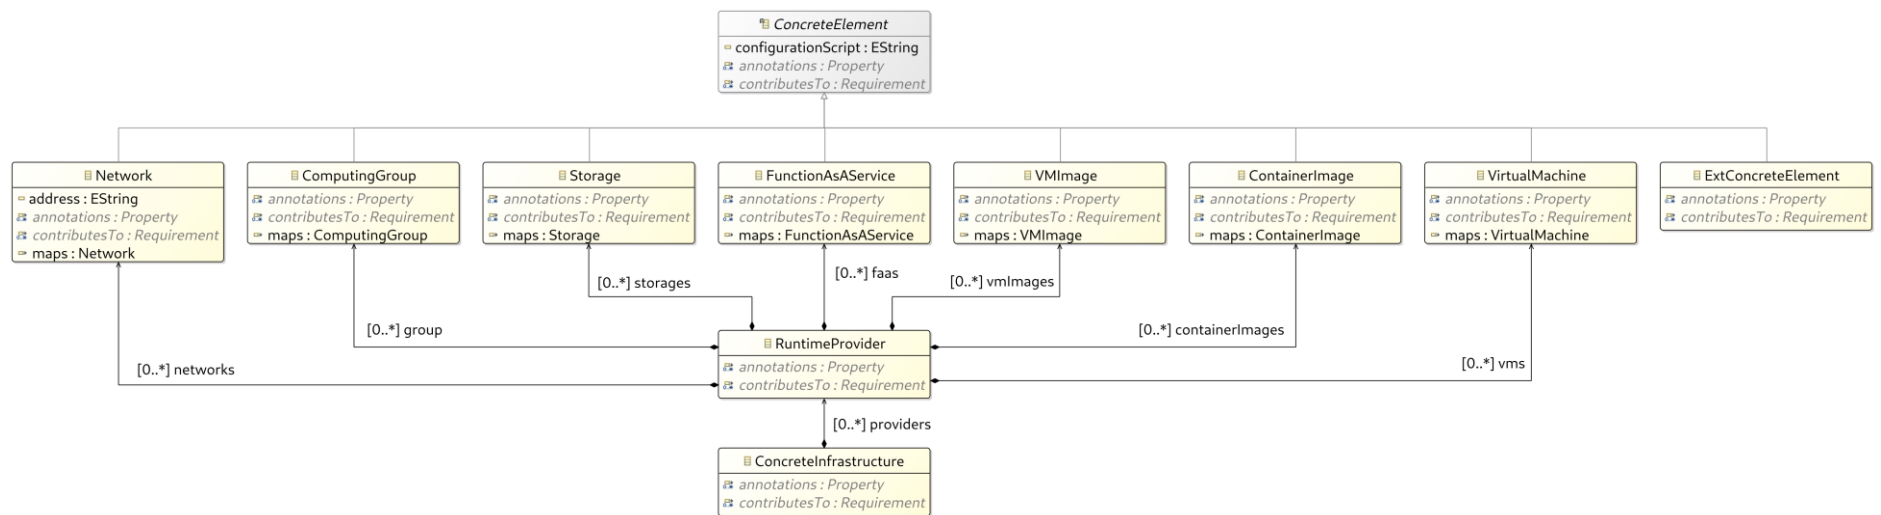 ConcreteElement
configurationScript : EString
annotations : Property
contributesTo : Requirement
Network
address : EString
annotations : Property
contributesTo : Requirement
maps : Network
ComputingGroup
annotations : Property
contributesTo : Requirement
maps : ComputingGroup
Storage
annotations : Property
contributesTo : Requirement
maps : Storage
FunctionAsAService
annotations : Property
contributesTo : Requirement
maps : FunctionAsAService
VMImage
annotations : Property
contributesTo : Requirement
maps : VMImage
ContainerImage
annotations : Property
contributesTo : Requirement
maps : ContainerImage
VirtualMachine
annotations : Property
contributesTo : Requirement
maps : VirtualMachine
ExtConcreteElement
annotations : Property
contributesTo : Requirement
[0..*] storages
[0..*] faas
[0..*] vmImages
[0..*] group
[0..*] containerImages
[0..*] networks
[0..*] vms
RuntimeProvider
annotations : Property
contributesTo : Requirement
[0..*] providers
ConcreteInfrastructure
annotations : Property
contributesTo : Requirement